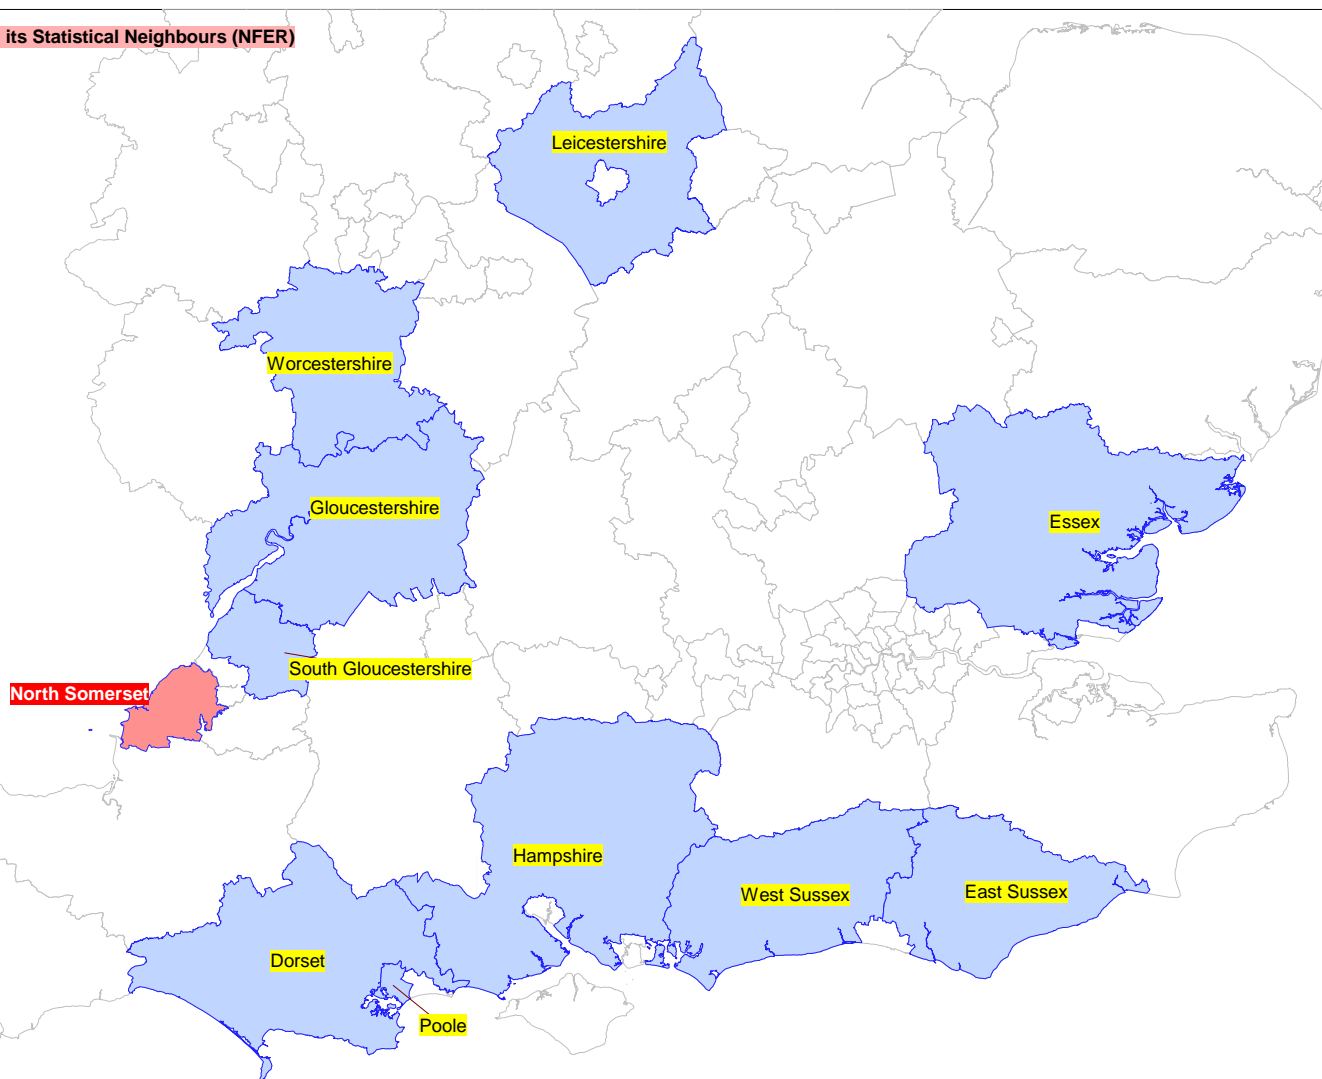 its Statistical Neighbours (NFER)
Leicestershire
Worcestershire
Gloucestershire
Essex
South Gloucestershire
North Somerset
Hampshire
West Sussex
East Sussex
Dorset
Poole